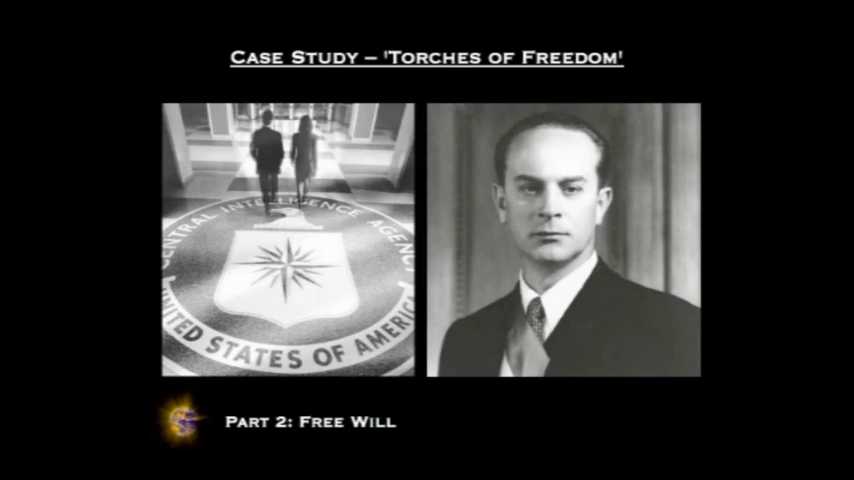 Case Study – 'Torches of Freedom'
CENTRAL INTELLIGENCE AGENCY
UNITED STATES OF AMERICA
Part 2: Free Will